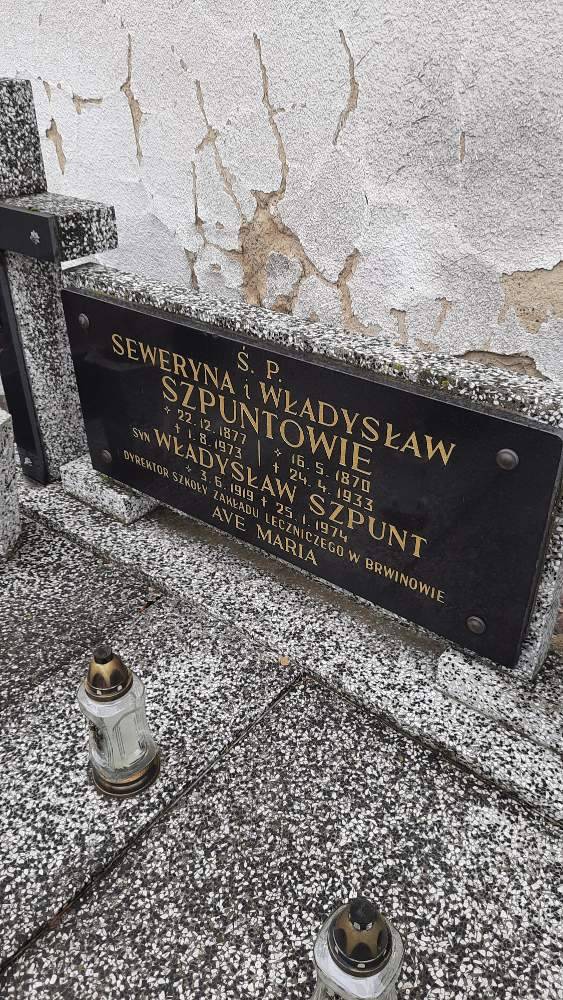 Ś. P.
SEWERYNA i WŁADYSŁAW
SZPUNTOWIE
* 22.12.1877 | * 16.5.1870
† 1.8.1973 | † 24.4.1933
SYN WŁADYSŁAW SZPUNT
* 3.6.1919 † 25.1.1974
DYREKTOR SZKOŁY ZAKŁADU LECZNICZEGO W BRWINOWIE
AVE MARIA